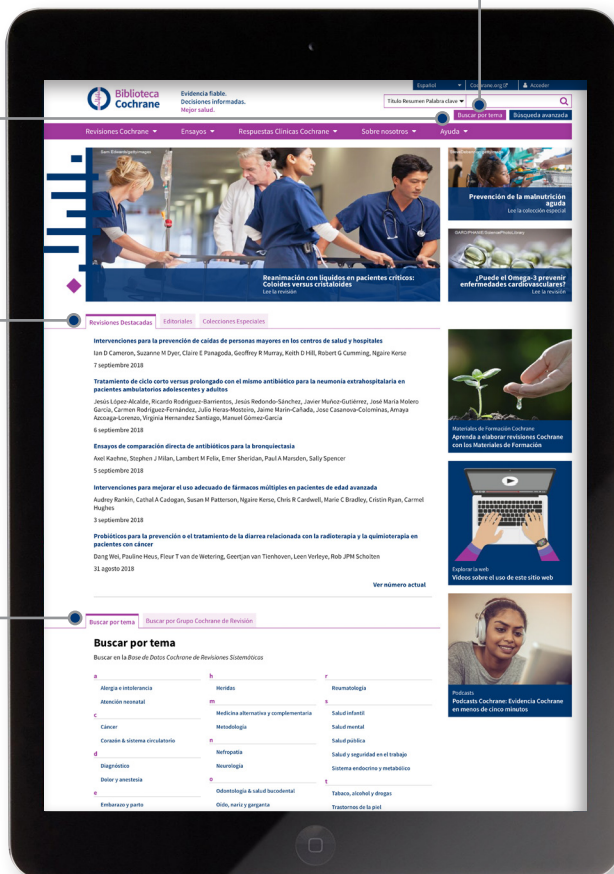 Español
Cochrane.org
Acceder
Biblioteca
Cochrane
Evidencia fiable.
Decisiones informadas.
Mejor salud.
Título Resumen Palabra clave
Buscar por tema
Búsqueda avanzada
Revisiones Cochrane
Ensayos
Respuestas Clínicas Cochrane
Sobre nosotros
Ayuda
Sam Edwards/gettyimages
Reanimación con líquidos en pacientes críticos:
Coloides versus cristaloides
Lee la revisión
Prevención de la malnutrición
aguda
Lee la colección especial
¿Puede el Omega-3 prevenir
enfermedades cardiovasculares?
Lee la revisión
Revisiones Destacadas
Editoriales
Colecciones Especiales
Intervenciones para la prevención de caídas de personas mayores en los centros de salud y hospitales
Ian D Cameron, Suzanne M Dyer, Claire E Panagoda, Geoffrey R Murray, Keith D Hill, Robert G Cumming, Ngaire Kerse
7 septiembre 2018
Tratamiento de ciclo corto versus prolongado con el mismo antibiótico para la neumonía extrahospitalaria en
pacientes ambulatorios adolescentes y adultos
Jesús López-Alcalde, Ricardo Rodriguez-Barrientos, Jesús Redondo-Sánchez, Javier Muñoz-Gutiérrez, José María Molero
García, Carmen Rodríguez-Fernández, Julio Heras-Mosteiro, Jaime Marin-Cañada, Jose Casanova-Colominas, Amaya
Azcoaga-Lorenzo, Virginia Hernandez Santiago, Manuel Gómez-García
6 septiembre 2018
Ensayos de comparación directa de antibióticos para la bronquiectasia
Axel Kaehne, Stephen J Milan, Lambert M Felix, Emer Sheridan, Paul A Marsden, Sally Spencer
5 septiembre 2018
Intervenciones para mejorar el uso adecuado de fármacos múltiples en pacientes de edad avanzada
Audrey Rankin, Cathal A Cadogan, Susan M Patterson, Ngaire Kerse, Chris R Cardwell, Marie C Bradley, Cristin Ryan, Carmel
Hughes
3 septiembre 2018
Probióticos para la prevención o el tratamiento de la diarrea relacionada con la radioterapia y la quimioterapia en
pacientes con cáncer
Dang Wei, Pauline Heus, Fleur T van de Wetering, Geertjan van Tienhoven, Leen Verleye, Rob JPM Scholten
31 agosto 2018
Ver número actual
Materiales de Formación Cochrane
Aprenda a elaborar revisiones Cochrane
con los Materiales de Formación
Explorar la web
Vídeos sobre el uso de este sitio web
Podcasts
Podcasts Cochrane: Evidencia Cochrane
en menos de cinco minutos
Buscar por tema
Buscar por Grupo Cochrane de Revisión
Buscar por tema
Buscar en la Base de Datos Cochrane de Revisiones Sistemáticas
a
Alergia e intolerancia
Atención neonatal
c
Cáncer
Corazón & sistema circulatorio
d
Diagnóstico
Dolor y anestesia
e
Embarazo y parto
h
Heridas
m
Medicina alternativa y complementaria
Metodología
n
Nefropatía
Neurología
o
Odontología & salud bucodental
Oído, nariz y garganta
r
Reumatología
s
Salud infantil
Salud mental
Salud pública
Salud y seguridad en el trabajo
Sistema endocrino y metabólico
t
Tabaco, alcohol y drogas
Trastornos de la piel